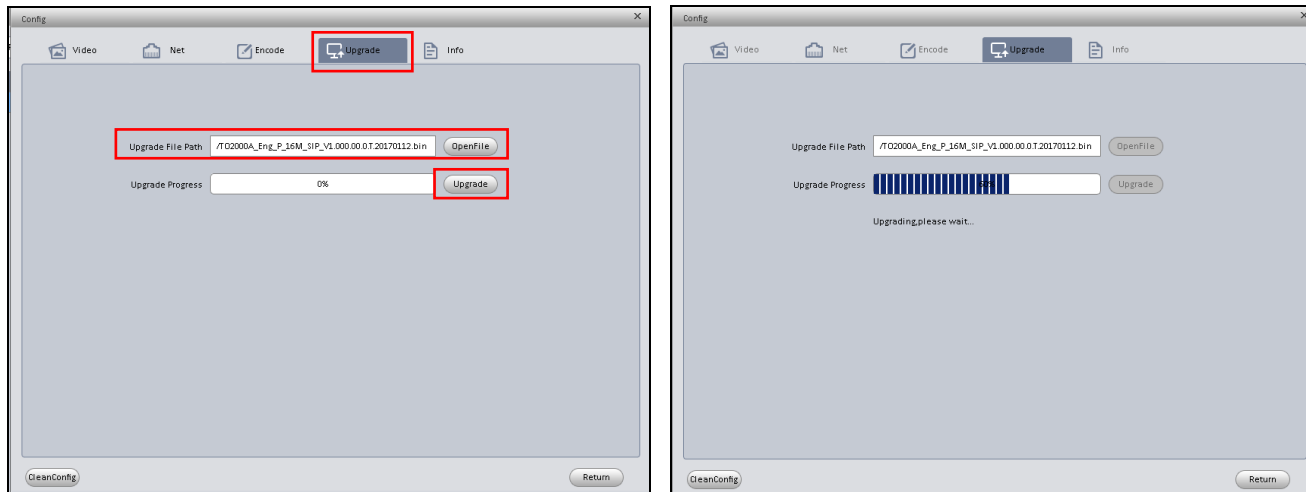 Config
Video Net Encode Upgrade Info
Upgrade File Path /TO2000A_Eng_P_16M_SIP_V1.000.00.0.T.20170112.bin OpenFile
Upgrade Progress 0% Upgrade
CleanConfig Return
Config
Video Net Encode Upgrade Info
Upgrade File Path /TO2000A_Eng_P_16M_SIP_V1.000.00.0.T.20170112.bin OpenFile
Upgrade Progress Upgrade
Upgrading,please wait...
CleanConfig Return